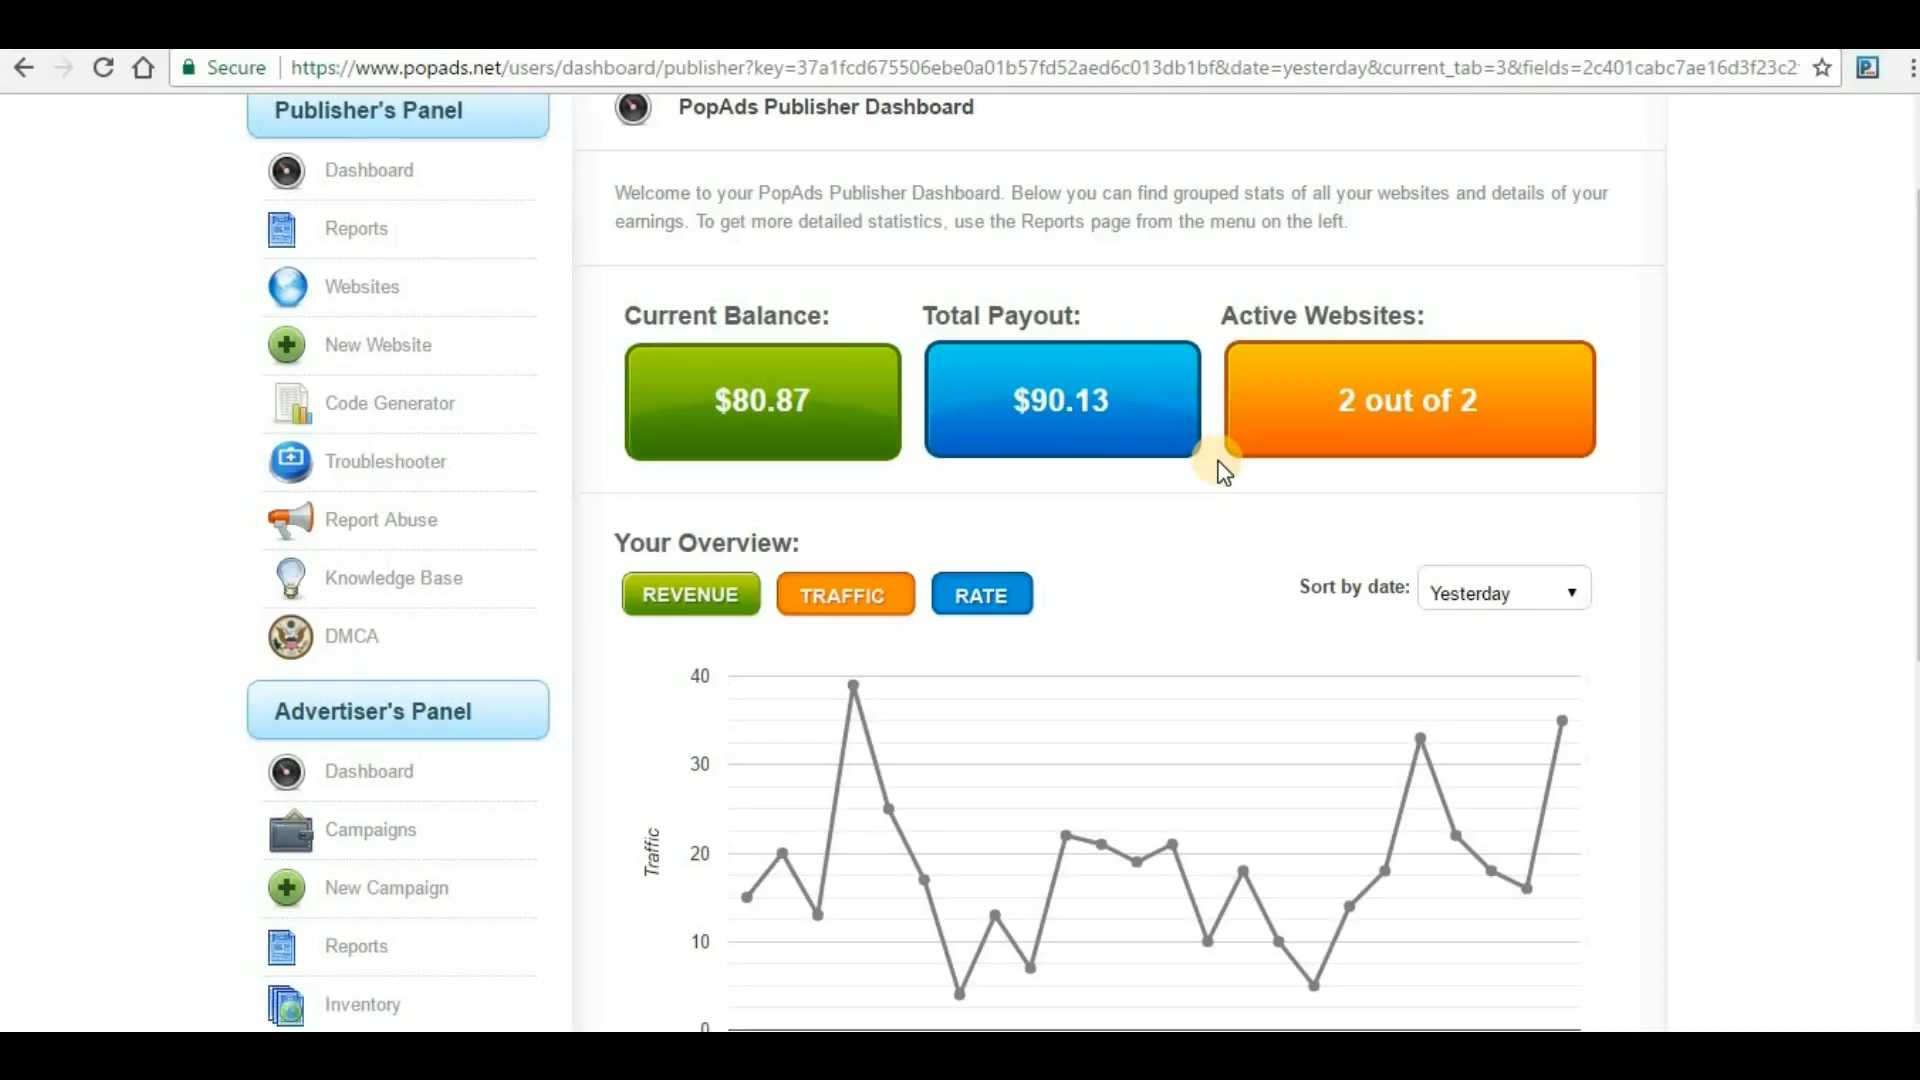 Secure
https://www.popads.net/users/dashboard/publisher?key=37a1fcd675506ebe0a01b57fd52aed6c013db1bf&date=yesterday&current_tab=3&fields=2c401cabc7ae16d3f23c2
Publisher's Panel
Dashboard
Reports
Websites
New Website
Code Generator
Troubleshooter
Report Abuse
Knowledge Base
DMCA
Advertiser's Panel
Dashboard
Campaigns
New Campaign
Reports
Inventory
PopAds Publisher Dashboard
Welcome to your PopAds Publisher Dashboard. Below you can find grouped stats of all your websites and details of your
earnings. To get more detailed statistics, use the Reports page from the menu on the left.
Current Balance:
$80.87
Total Payout:
$90.13
Active Websites:
2 out of 2
Your Overview:
REVENUE
TRAFFIC
RATE
Sort by date:
Yesterday
40
30
20
10
0
Traffic